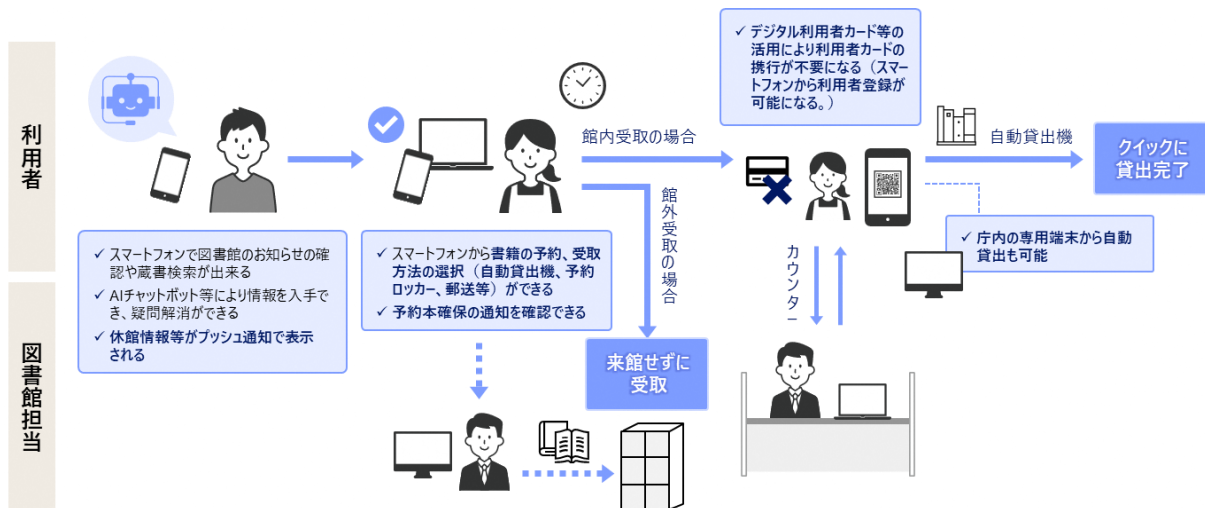 利用者
図書館担当
✓ スマートフォンで図書館のお知らせの確
認や蔵書検索が出来る
✓ AIチャットボット等により情報を入手で
き、疑問解消ができる
✓ 休館情報等がプッシュ通知で表示
される
✓ スマートフォンから書籍の予約、受取
方法の選択（自動貸出機、予約
ロッカー、郵送等）ができる
✓ 予約本確保の通知を確認できる
館内受取の場合
館外受取の場合
来館せずに
受取
✓ デジタル利用者カード等の
活用により利用者カードの
携行が不要になる（スマー
トフォンから利用者登録が
可能になる。）
カウンター
自動貸出機
クイックに
貸出完了
✓ 庁内の専用端末から自動
貸出も可能